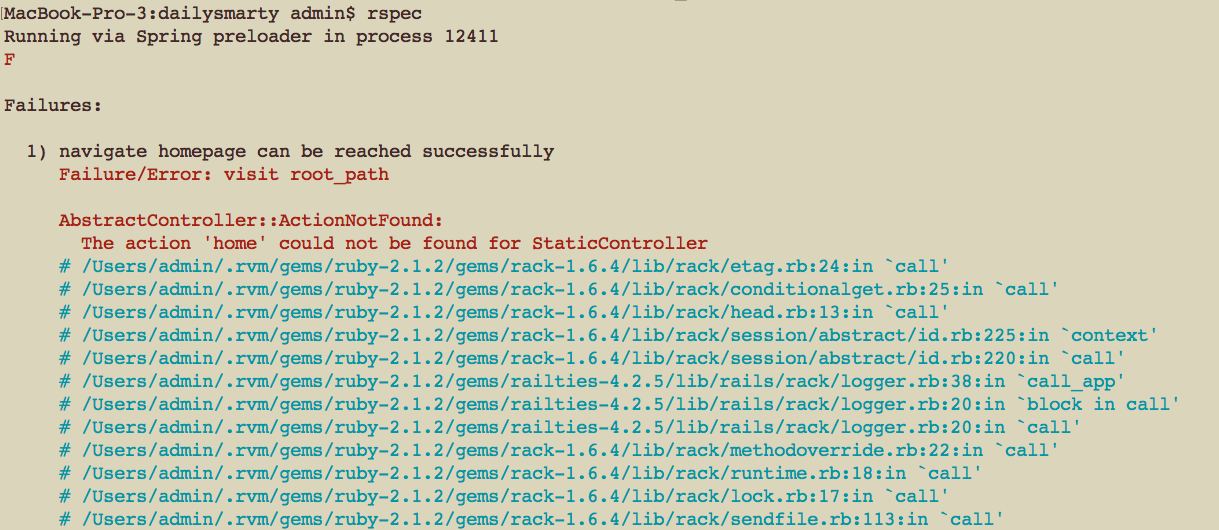 MacBook-Pro-3:dailysmarty admin$ rspec
Running via Spring preloader in process 12411
F
Failures:
1) navigate homepage can be reached successfully
Failure/Error: visit root_path
AbstractController::ActionNotFound:
The action 'home' could not be found for StaticController
# /Users/admin/.rvm/gems/ruby-2.1.2/gems/rack-1.6.4/lib/rack/etag.rb:24:in `call'
# /Users/admin/.rvm/gems/ruby-2.1.2/gems/rack-1.6.4/lib/rack/conditionalget.rb:25:in `call'
# /Users/admin/.rvm/gems/ruby-2.1.2/gems/rack-1.6.4/lib/rack/head.rb:13:in `call'
# /Users/admin/.rvm/gems/ruby-2.1.2/gems/rack-1.6.4/lib/rack/session/abstract/id.rb:225:in `context'
# /Users/admin/.rvm/gems/ruby-2.1.2/gems/rack-1.6.4/lib/rack/session/abstract/id.rb:220:in `call'
# /Users/admin/.rvm/gems/ruby-2.1.2/gems/railties-4.2.5/lib/rails/rack/logger.rb:38:in `call_app'
# /Users/admin/.rvm/gems/ruby-2.1.2/gems/railties-4.2.5/lib/rails/rack/logger.rb:20:in `block in call'
# /Users/admin/.rvm/gems/ruby-2.1.2/gems/railties-4.2.5/lib/rails/rack/logger.rb:20:in `call'
# /Users/admin/.rvm/gems/ruby-2.1.2/gems/rack-1.6.4/lib/rack/methodoverride.rb:22:in `call'
# /Users/admin/.rvm/gems/ruby-2.1.2/gems/rack-1.6.4/lib/rack/runtime.rb:18:in `call'
# /Users/admin/.rvm/gems/ruby-2.1.2/gems/rack-1.6.4/lib/rack/lock.rb:17:in `call'
# /Users/admin/.rvm/gems/ruby-2.1.2/gems/rack-1.6.4/lib/rack/sendfile.rb:113:in `call'